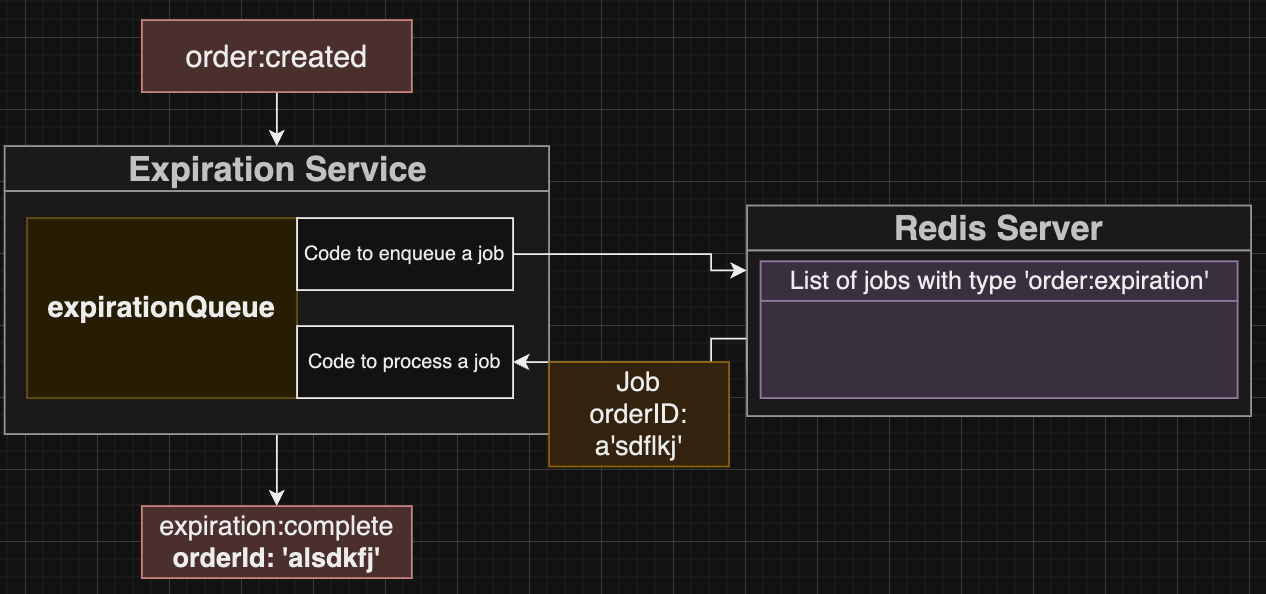 order:created
Expiration Service
expirationQueue
Code to enqueue a job
Code to process a job
Redis Server
List of jobs with type 'order:expiration'
Job
orderID:
a'sdflkj'
expiration:complete
orderId: 'alsdkfj'